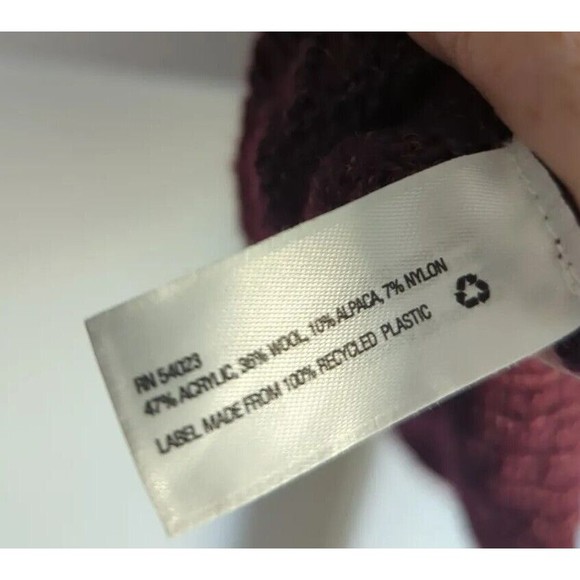 RN 54023
47% ACRYLIC, 36% WOOL, 10% ALPACA, 7% NYLON
LABEL MADE FROM 100% RECYCLED PLASTIC